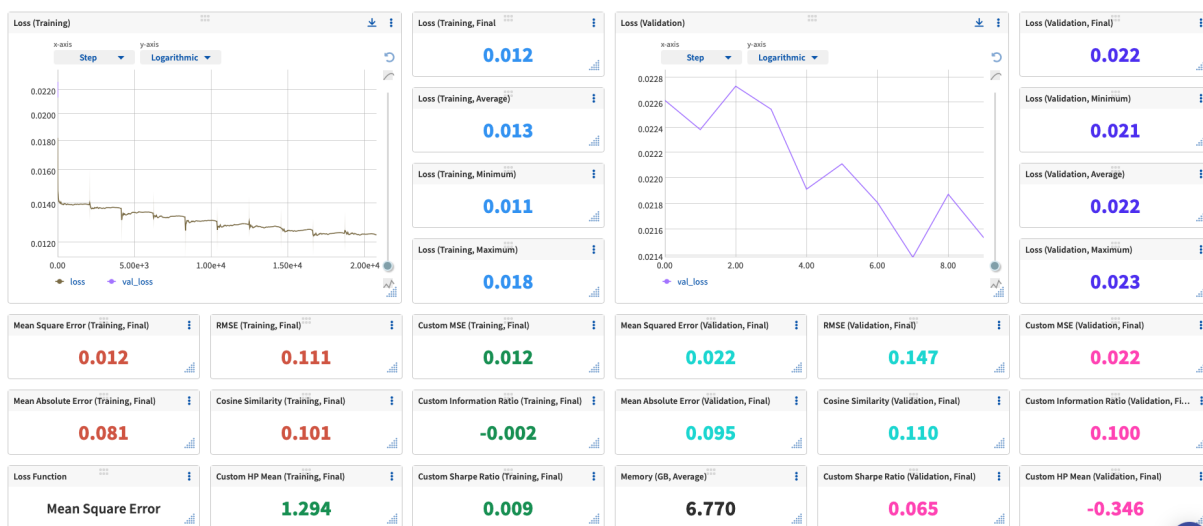 Loss (Training)
x-axis y-axis
Step Logarithmic
0.0220
0.0200
0.0180
0.0160
0.0140
0.0120
0.00 5.00e+3 1.00e+4 1.50e+4 2.00e+4
loss val_loss
Loss (Training, Final
0.012
Loss (Training, Average)
0.013
Loss (Training, Minimum)
0.011
Loss (Training, Maximum)
0.018
Loss (Validation)
x-axis y-axis
Step Logarithmic
0.0228
0.0226
0.0224
0.0222
0.0220
0.0218
0.0216
0.0214
0.00 2.00 4.00 6.00 8.00
val_loss
Loss (Validation, Final)
0.022
Loss (Validation, Minimum)
0.021
Loss (Validation, Average)
0.022
Loss (Validation, Maximum)
0.023
Mean Square Error (Training, Final)
0.012
RMSE (Training, Final)
0.111
Custom MSE (Training, Final)
0.012
Mean Squared Error (Validation, Final)
0.022
RMSE (Validation, Final)
0.147
Custom MSE (Validation, Final)
0.022
Mean Absolute Error (Training, Final)
0.081
Cosine Similarity (Training, Final)
0.101
Custom Information Ratio (Training, Final)
-0.002
Mean Absolute Error (Validation, Final)
0.095
Cosine Similarity (Validation, Final)
0.110
Custom Information Ratio (Validation, Fi...
0.100
Loss Function
Mean Square Error
Custom HP Mean (Training, Final)
1.294
Custom Sharpe Ratio (Training, Final)
0.009
Memory (GB, Average)
6.770
Custom Sharpe Ratio (Validation, Final)
0.065
Custom HP Mean (Validation, Final)
-0.346